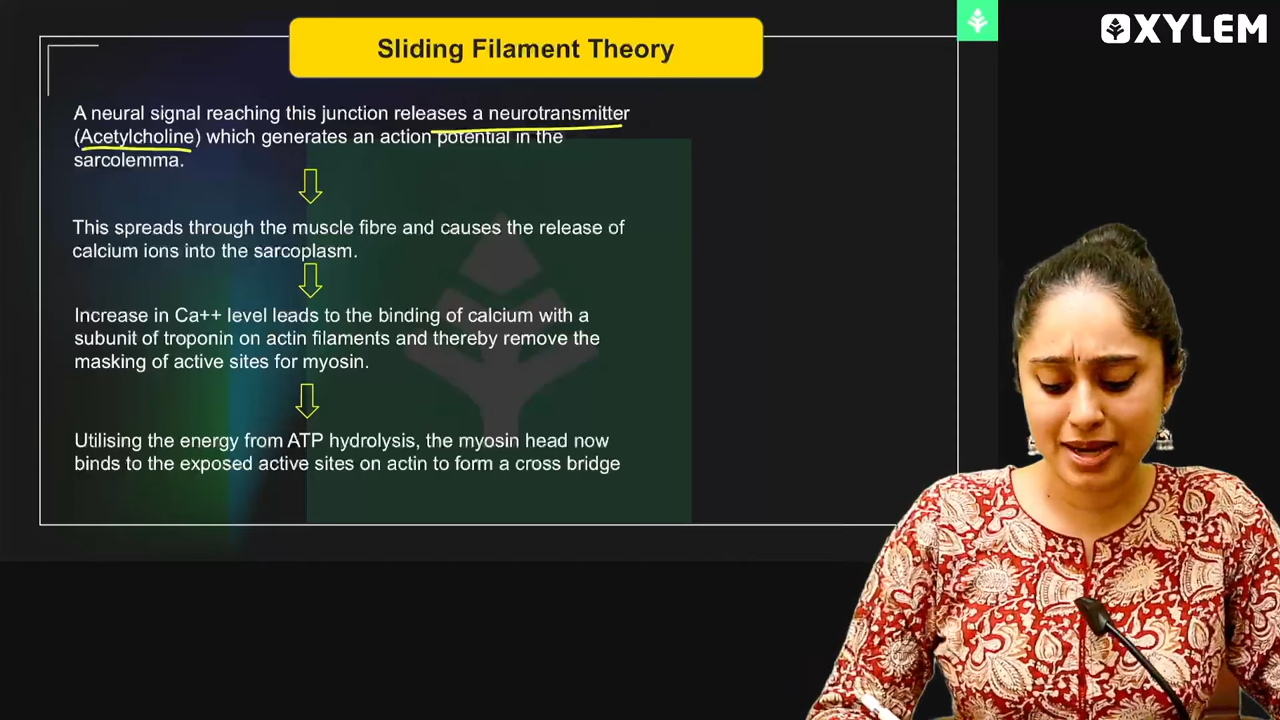 Sliding Filament Theory
XYLEM
A neural signal reaching this junction releases a neurotransmitter
(Acetylcholine) which generates an action potential in the
sarcolemma.
This spreads through the muscle fibre and causes the release of
calcium ions into the sarcoplasm.
Increase in Ca++ level leads to the binding of calcium with a
subunit of troponin on actin filaments and thereby remove the
masking of active sites for myosin.
Utilising the energy from ATP hydrolysis, the myosin head now
binds to the exposed active sites on actin to form a cross bridge